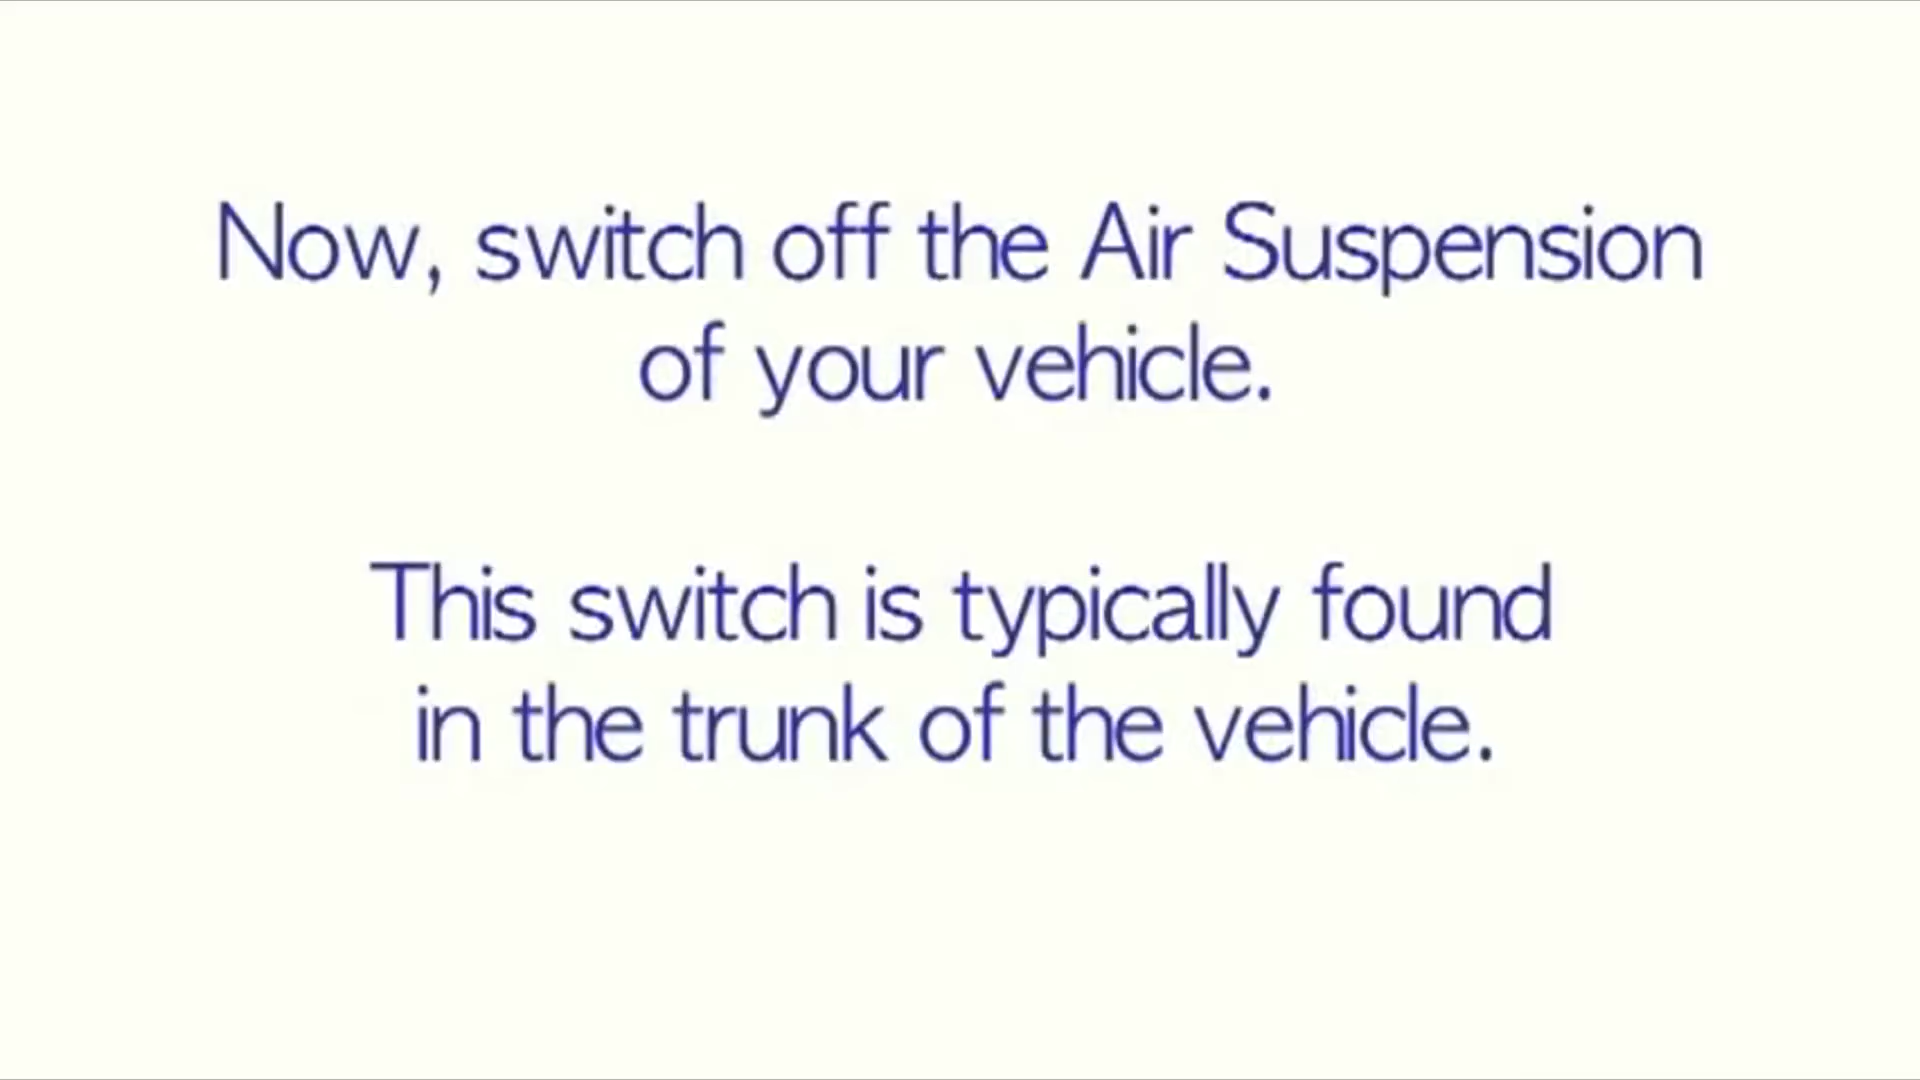 Now, switch off the Air Suspension
of your vehicle.
This switch is typically found
in the trunk of the vehicle.